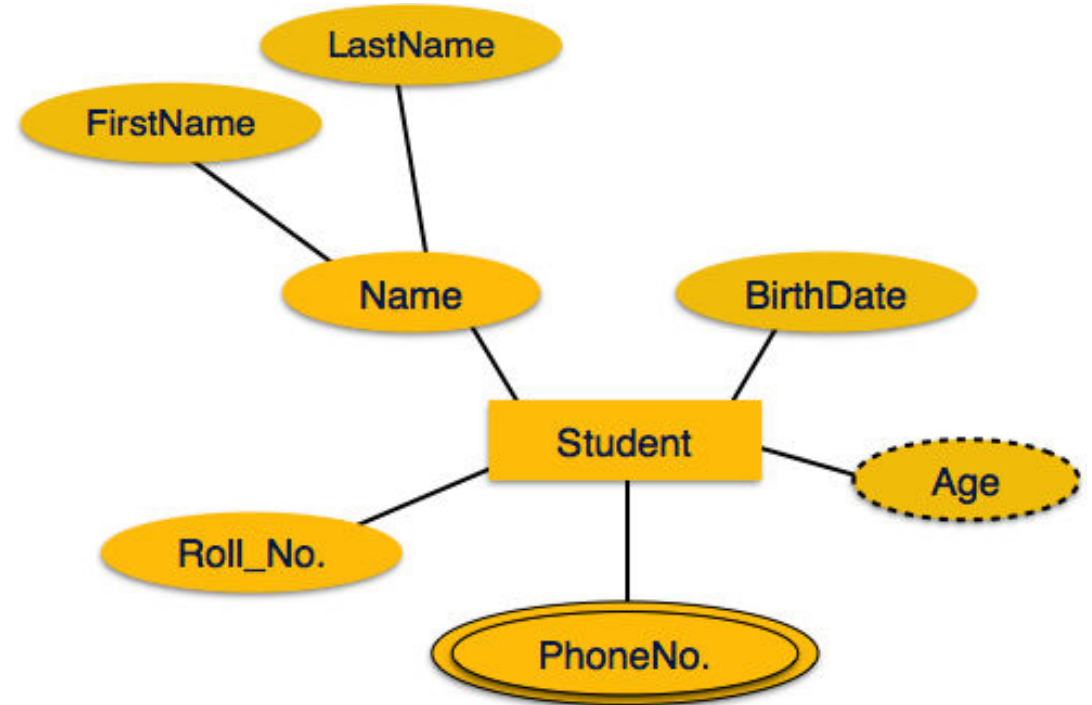 LastName
FirstName
Name
BirthDate
Student
Age
Roll_No.
PhoneNo.